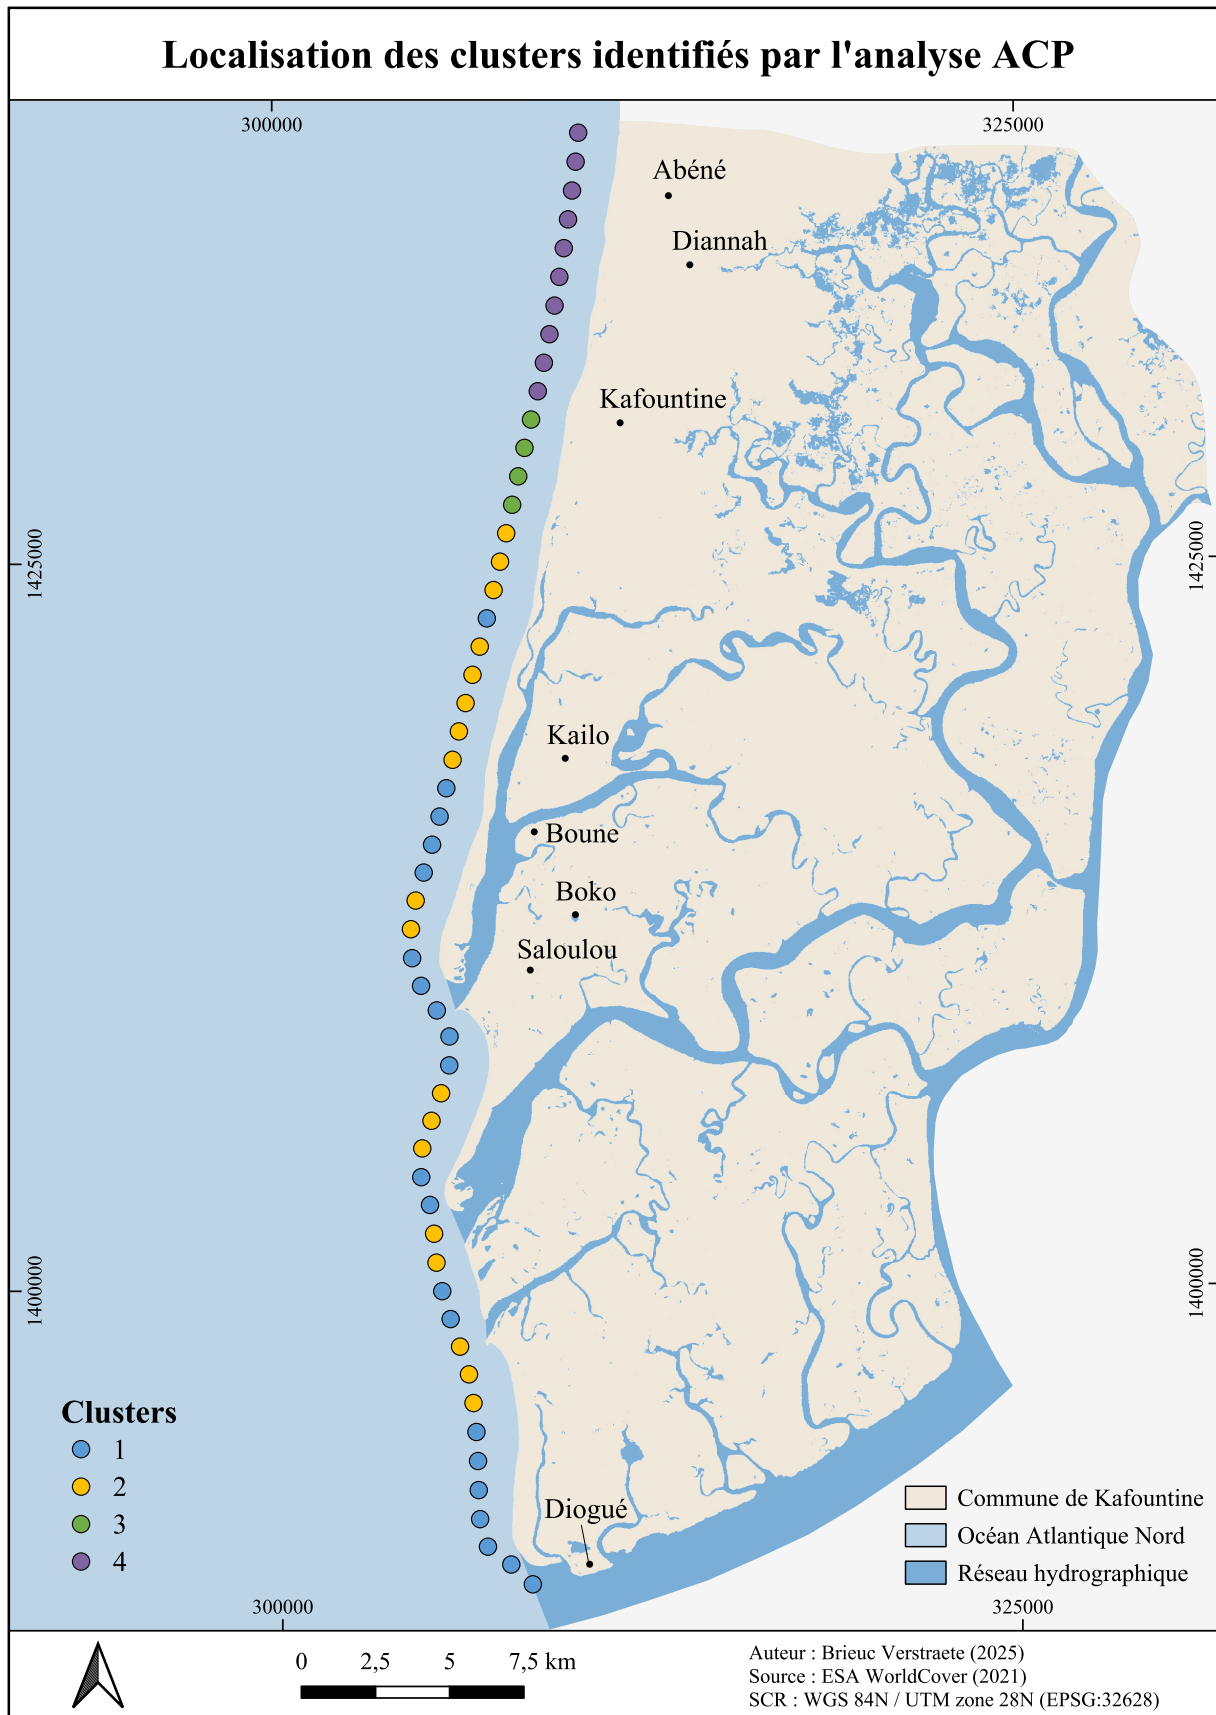 Localisation des clusters identifiés par l'analyse ACP
300000
325000
Abéné
Diannah
Kafountine
1425000
1425000
Kailo
Boune
Boko
Saloulou
1400000
1400000
Clusters
1
2
3
4
Diogué
Commune de Kafountine
Océan Atlantique Nord
Réseau hydrographique
300000
325000
0 2,5 5 7,5 km
Auteur : Brieuc Verstraete (2025)
Source : ESA WorldCover (2021)
SCR : WGS 84N / UTM zone 28N (EPSG:32628)